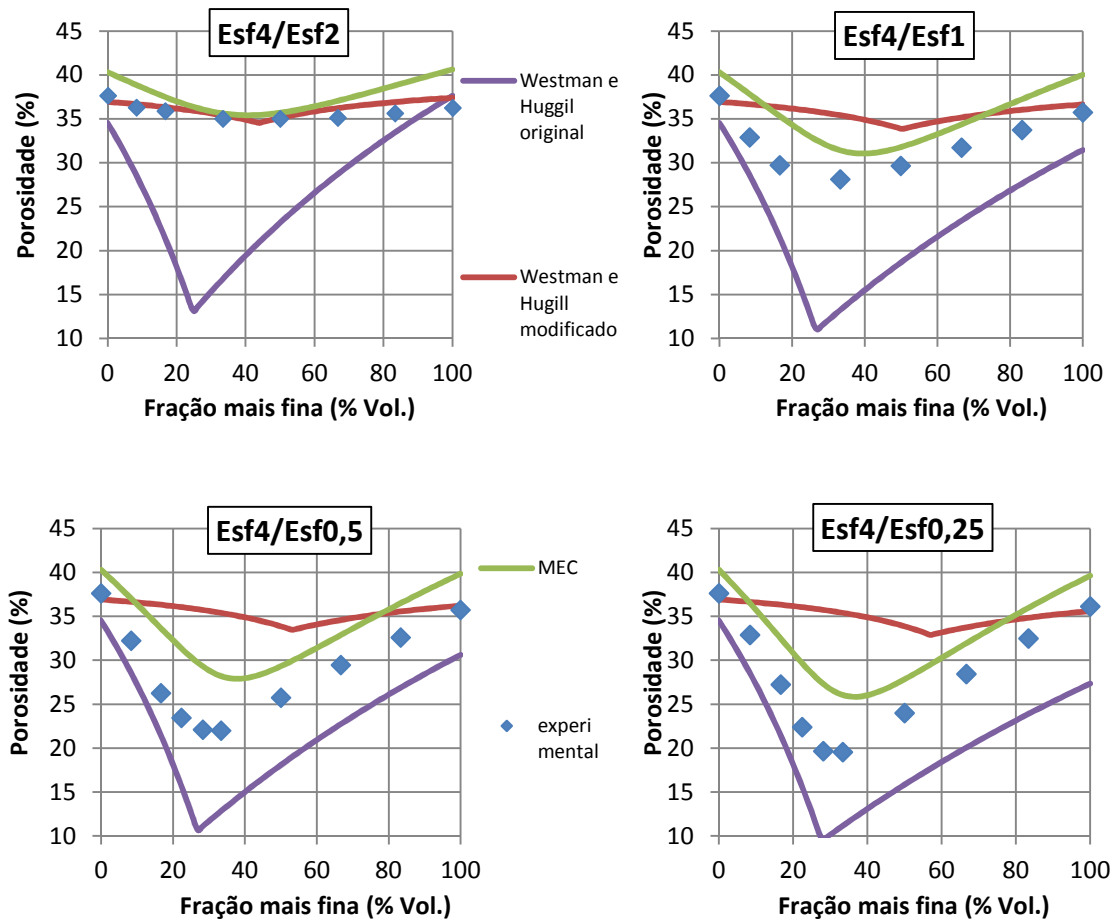 Esf4/Esf2
Porosidade (%)
45
40
35
30
25
20
15
10
0 20 40 60 80 100
Fração mais fina (% Vol.)
Westman e
Huggil
original
Westman e
Hugill
modificado
Esf4/Esf1
Porosidade (%)
45
40
35
30
25
20
15
10
0 20 40 60 80 100
Fração mais fina (% Vol.)
Esf4/Esf0,5
Porosidade (%)
45
40
35
30
25
20
15
10
0 20 40 60 80 100
Fração mais fina (% Vol.)
MEC
experi
mental
Esf4/Esf0,25
Porosidade (%)
45
40
35
30
25
20
15
10
0 20 40 60 80 100
Fração mais fina (% Vol.)